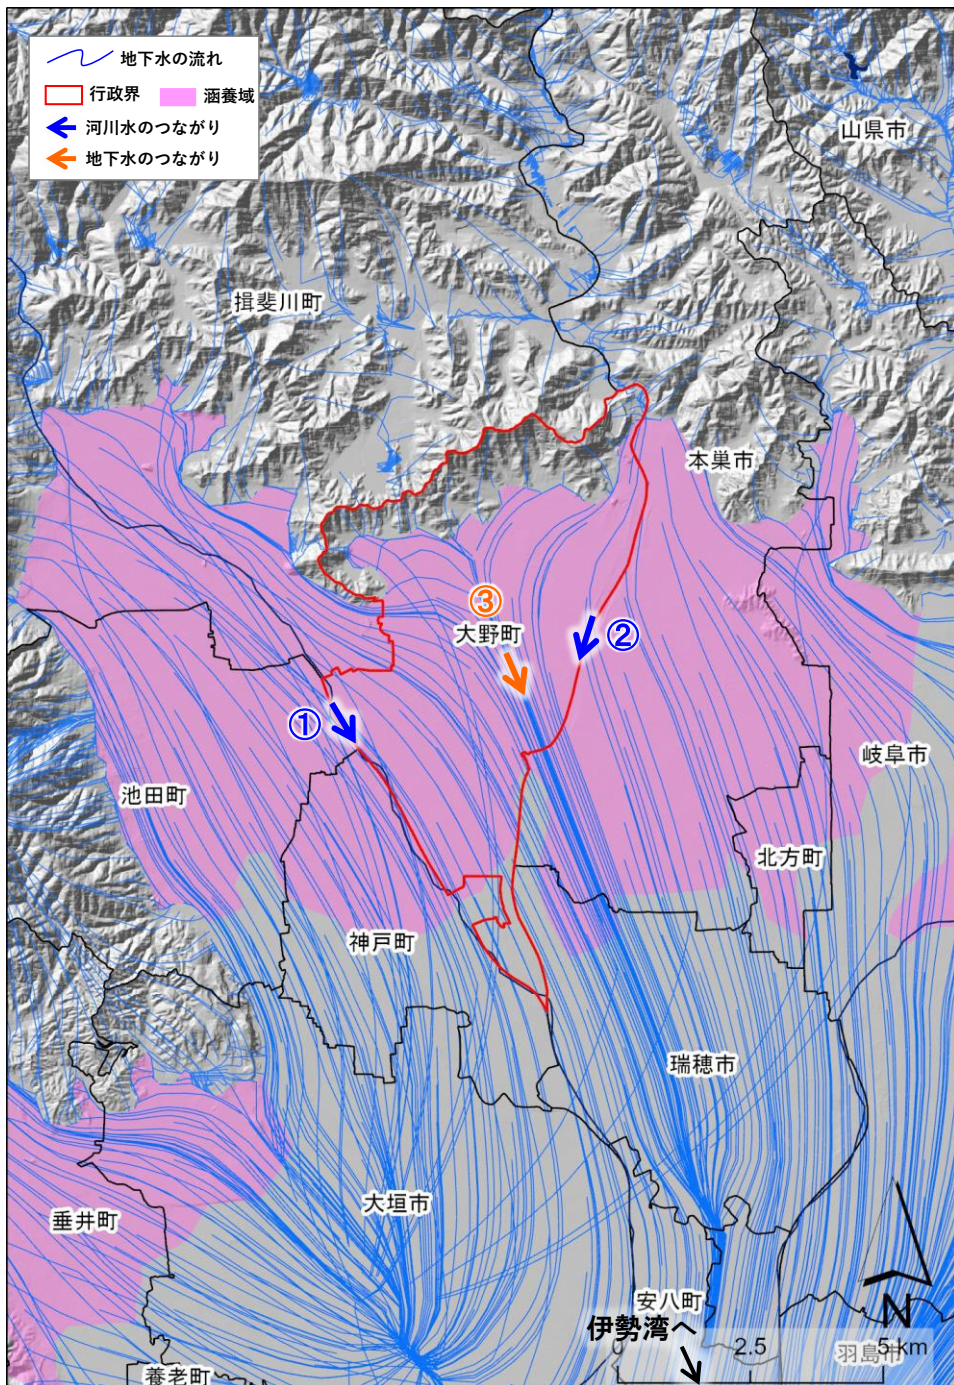 地下水の流れ
行政界
涵養域
河川水のつながり
地下水のつながり
山県市
揖斐川町
本巣市
③
大野町
②
①
岐阜市
池田町
北方町
神戸町
瑞穂市
大垣市
垂井町
安八町
伊勢湾へ
N
0 2.5 5 km
羽島市
養老町